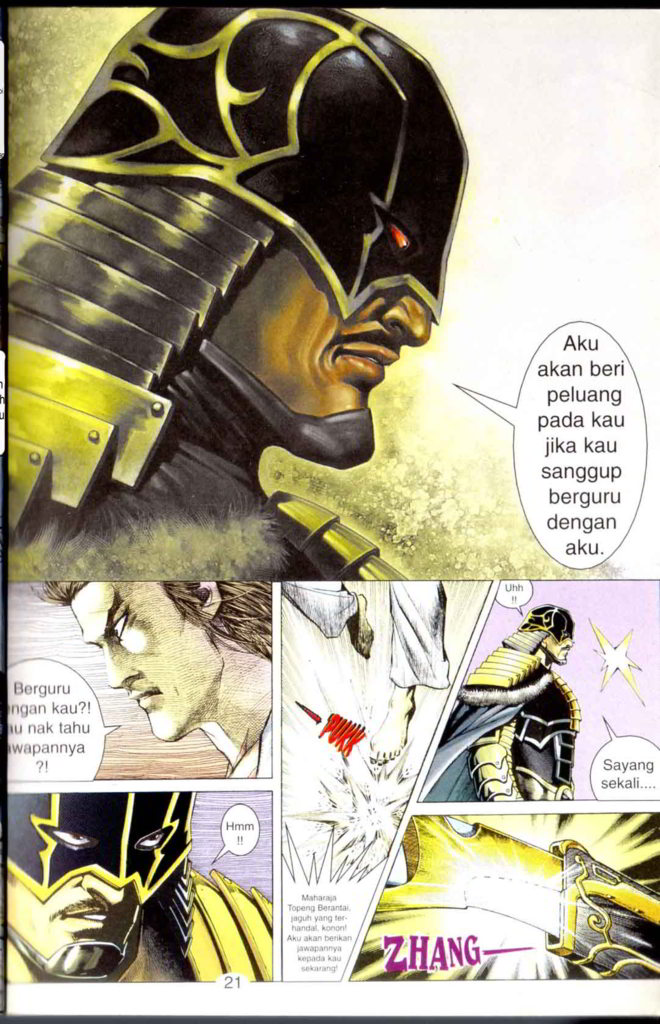 Aku
akan beri
peluang
pada kau
jika kau
sanggup
berguru
dengan
aku.
Berguru
ngan kau?!
u nak tahu
awapannya
?!
PUKK
Uhh
!!
Sayang
sekali....
Hmm
!!
Maharaja
Topeng Berantai,
jaguh yang ter-
handal, konon!
Aku akan berikan
jawapannya
kepada kau
sekarang!
ZHANG
21